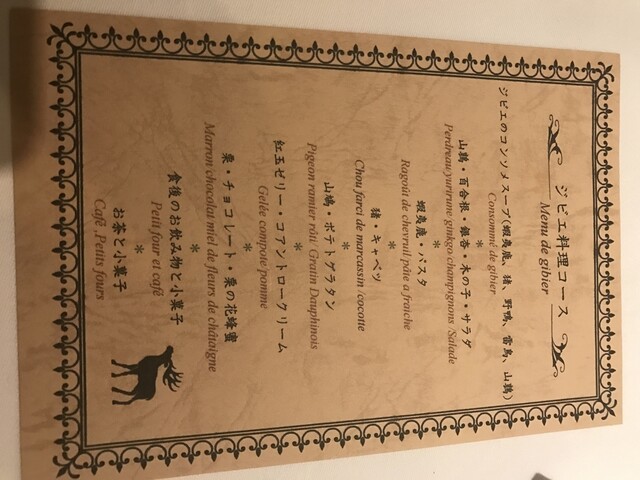 ジビエ料理コース
Menu de gibier
ジビエのコンソメスープ(蝦夷鹿、猪、野鴨、雷鳥、山鶉)
Consommé de gibier
*
山鶉・百合根・銀杏・木の子・サラダ
Perdreau yurirune ginkgo champignons /Salade
*
蝦夷鹿・パスタ
Ragoût de chevruil pâte a fraiche
*
猪・キャベツ
Chou farci de marcassin /cocotte
*
山鳩・ポテトグラタン
Pigeon ramier rôti/ Gratin Dauphinois
*
紅玉ゼリー・コアントロークリーム
Gelée compote pomme
*
栗・チョコレート・栗の花蜂蜜
Marron chocolat miel de fleurs de châtaigne
*
食後のお飲み物と小菓子
Petit four et café
*
お茶と小菓子
Café .Petits fours